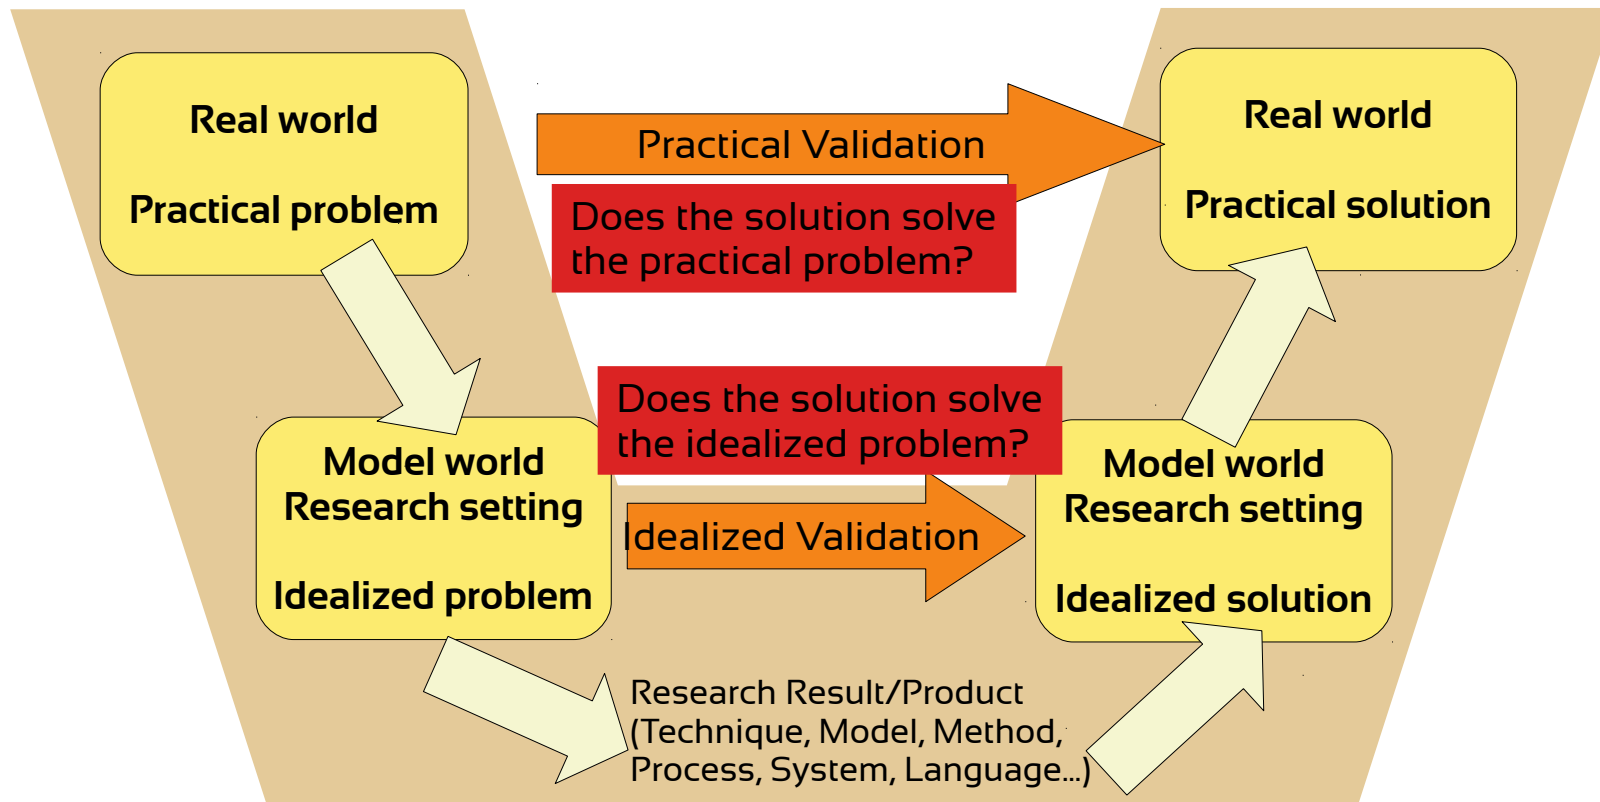 Real world
Practical problem
Practical Validation
Does the solution solve
the practical problem?
Real world
Practical solution
Model world
Research setting
Idealized problem
Does the solution solve
the idealized problem?
Idealized Validation
Model world
Research setting
Idealized solution
Research Result/Product
(Technique, Model, Method,
Process, System, Language...)